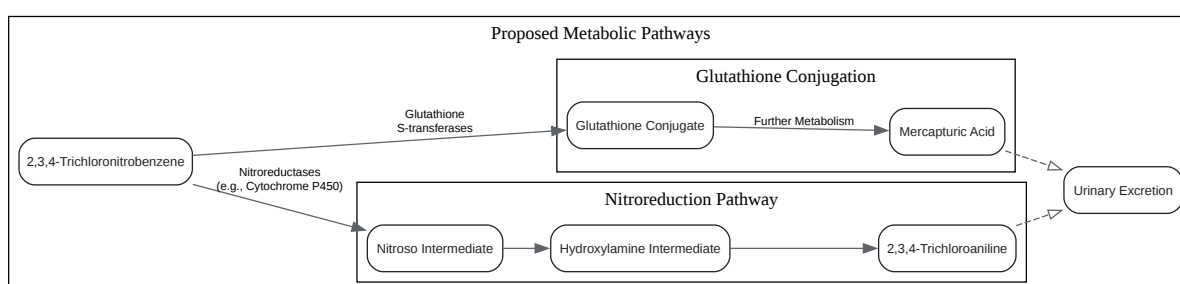 Proposed Metabolic Pathways
Glutathione Conjugation
Glutathione
S-transferases
Glutathione Conjugate
Further Metabolism
Mercapturic Acid
2,3,4-Trichloronitrobenzene
Nitroreductases
(e.g., Cytochrome P450)
Urinary Excretion
Nitroreduction Pathway
Nitroso Intermediate
Hydroxylamine Intermediate
2,3,4-Trichloroaniline